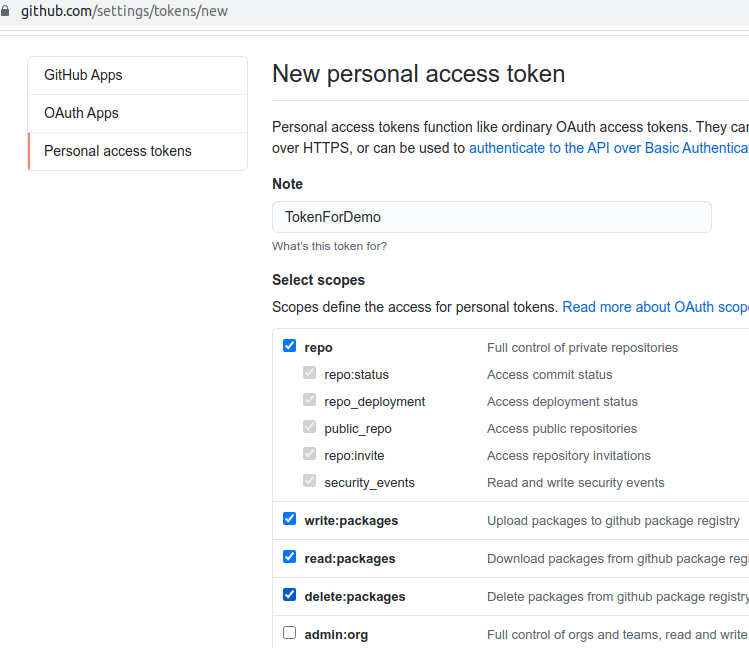 github.com/settings/tokens/new
GitHub Apps
OAuth Apps
Personal access tokens
New personal access token
Personal access tokens function like ordinary OAuth access tokens. They can
over HTTPS, or can be used to authenticate to the API over Basic Authentica
Note
TokenForDemo
What's this token for?
Select scopes
Scopes define the access for personal tokens. Read more about OAuth scop
repo Full control of private repositories
repo:status Access commit status
repo_deployment Access deployment status
public_repo Access public repositories
repo:invite Access repository invitations
security_events Read and write security events
write:packages Upload packages to github package registry
read:packages Download packages from github package regi
delete:packages Delete packages from github package registry
admin:org Full control of orgs and teams, read and write